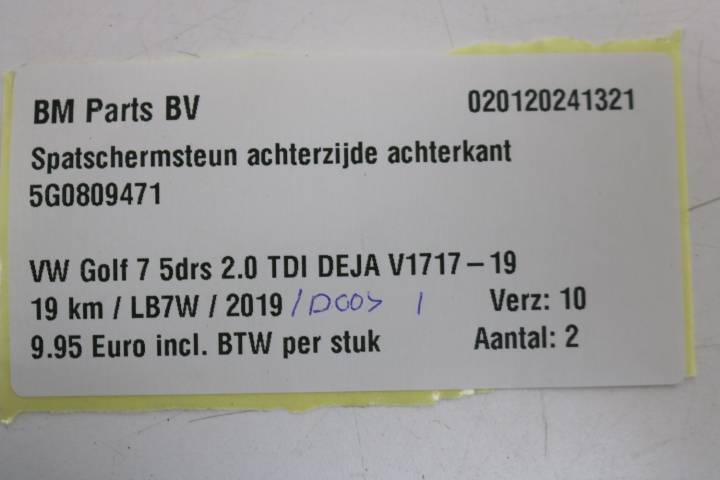 BM Parts BV 020120241321
Spatschermsteun achterzijde achterkant
5G0809471
VW Golf 7 5drs 2.0 TDI DEJA V1717 – 19
19 km / LB7W / 2019 / DOOS 1 Verz: 10
9.95 Euro incl. BTW per stuk Aantal: 2